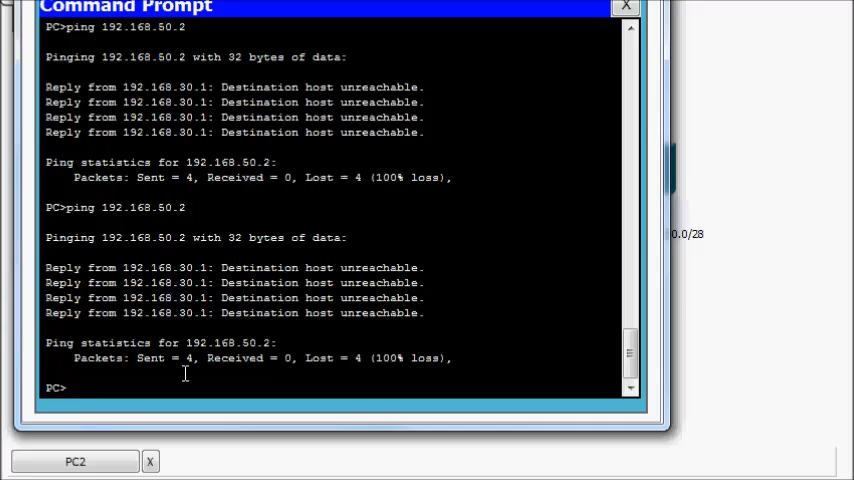 Command Prompt
X
PC>ping 192.168.50.2
Pinging 192.168.50.2 with 32 bytes of data:
Reply from 192.168.30.1: Destination host unreachable.
Reply from 192.168.30.1: Destination host unreachable.
Reply from 192.168.30.1: Destination host unreachable.
Reply from 192.168.30.1: Destination host unreachable.
Ping statistics for 192.168.50.2:
Packets: Sent = 4, Received = 0, Lost = 4 (100% loss),
PC>ping 192.168.50.2
Pinging 192.168.50.2 with 32 bytes of data:
Reply from 192.168.30.1: Destination host unreachable.
Reply from 192.168.30.1: Destination host unreachable.
Reply from 192.168.30.1: Destination host unreachable.
Reply from 192.168.30.1: Destination host unreachable.
Ping statistics for 192.168.50.2:
Packets: Sent = 4, Received = 0, Lost = 4 (100% loss),
PC>
0.0/28
PC2
X